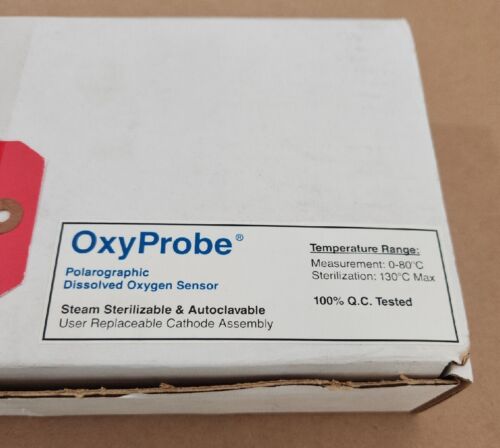 OxyProbe®
Polarographic
Dissolved Oxygen Sensor
Steam Sterilizable & Autoclavable
User Replaceable Cathode Assembly
Temperature Range:
Measurement: 0-80°C
Sterilization: 130°C Max
100% Q.C. Tested